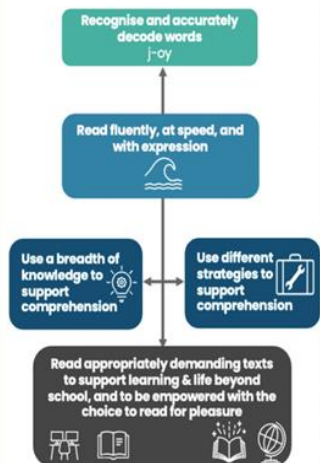 Recognise and accurately
decode words
j-oy
Read fluently, at speed, and
with expression
Use a breadth of
knowledge to
support
comprehension
Use different
strategies to
support
comprehension
Read appropriately demanding texts
to support learning & life beyond
school, and to be empowered with the
choice to read for pleasure